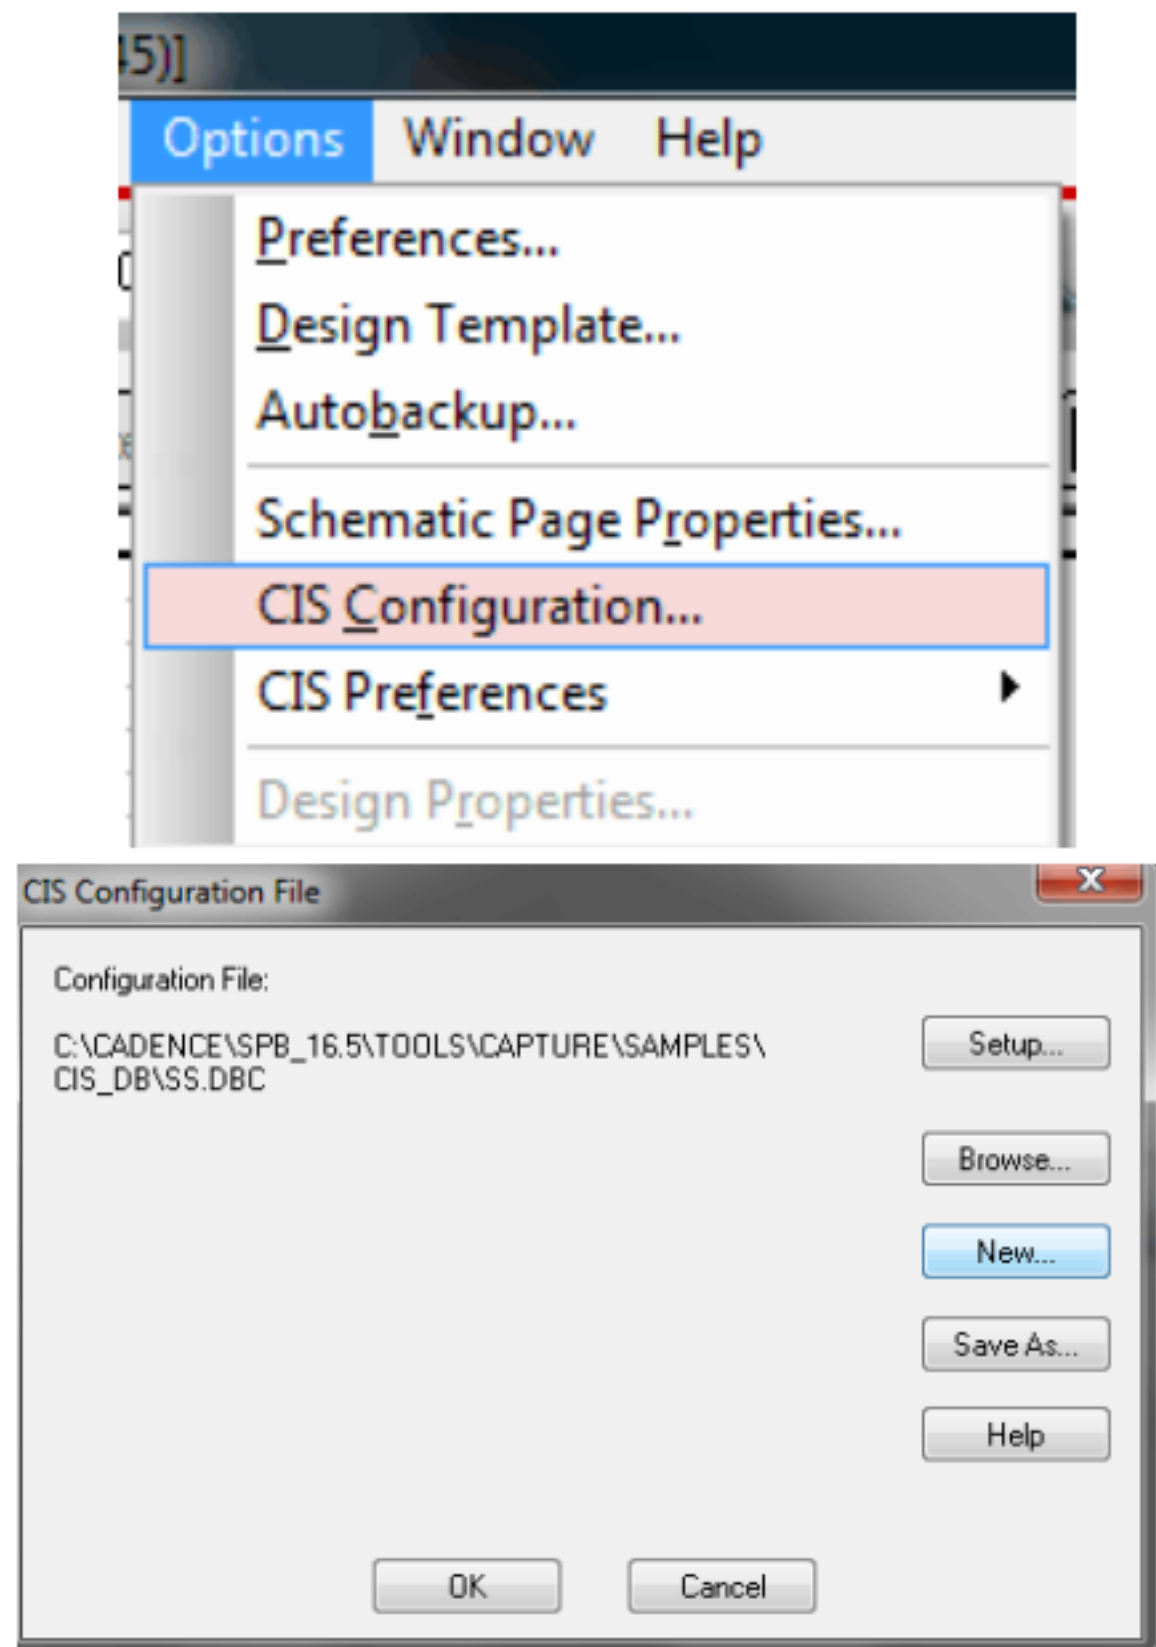 45)]
Options Window Help
Preferences...
Design Template...
Autobackup...
Schematic Page Properties...
CIS Configuration...
CIS Preferences
Design Properties...
CIS Configuration File
Configuration File:
C:\CADENCE\SPB_16.5\TOOLS\CAPTURE\SAMPLES\
CIS_DB\SS.DBC
Setup...
Browse...
New...
Save As...
Help
OK Cancel